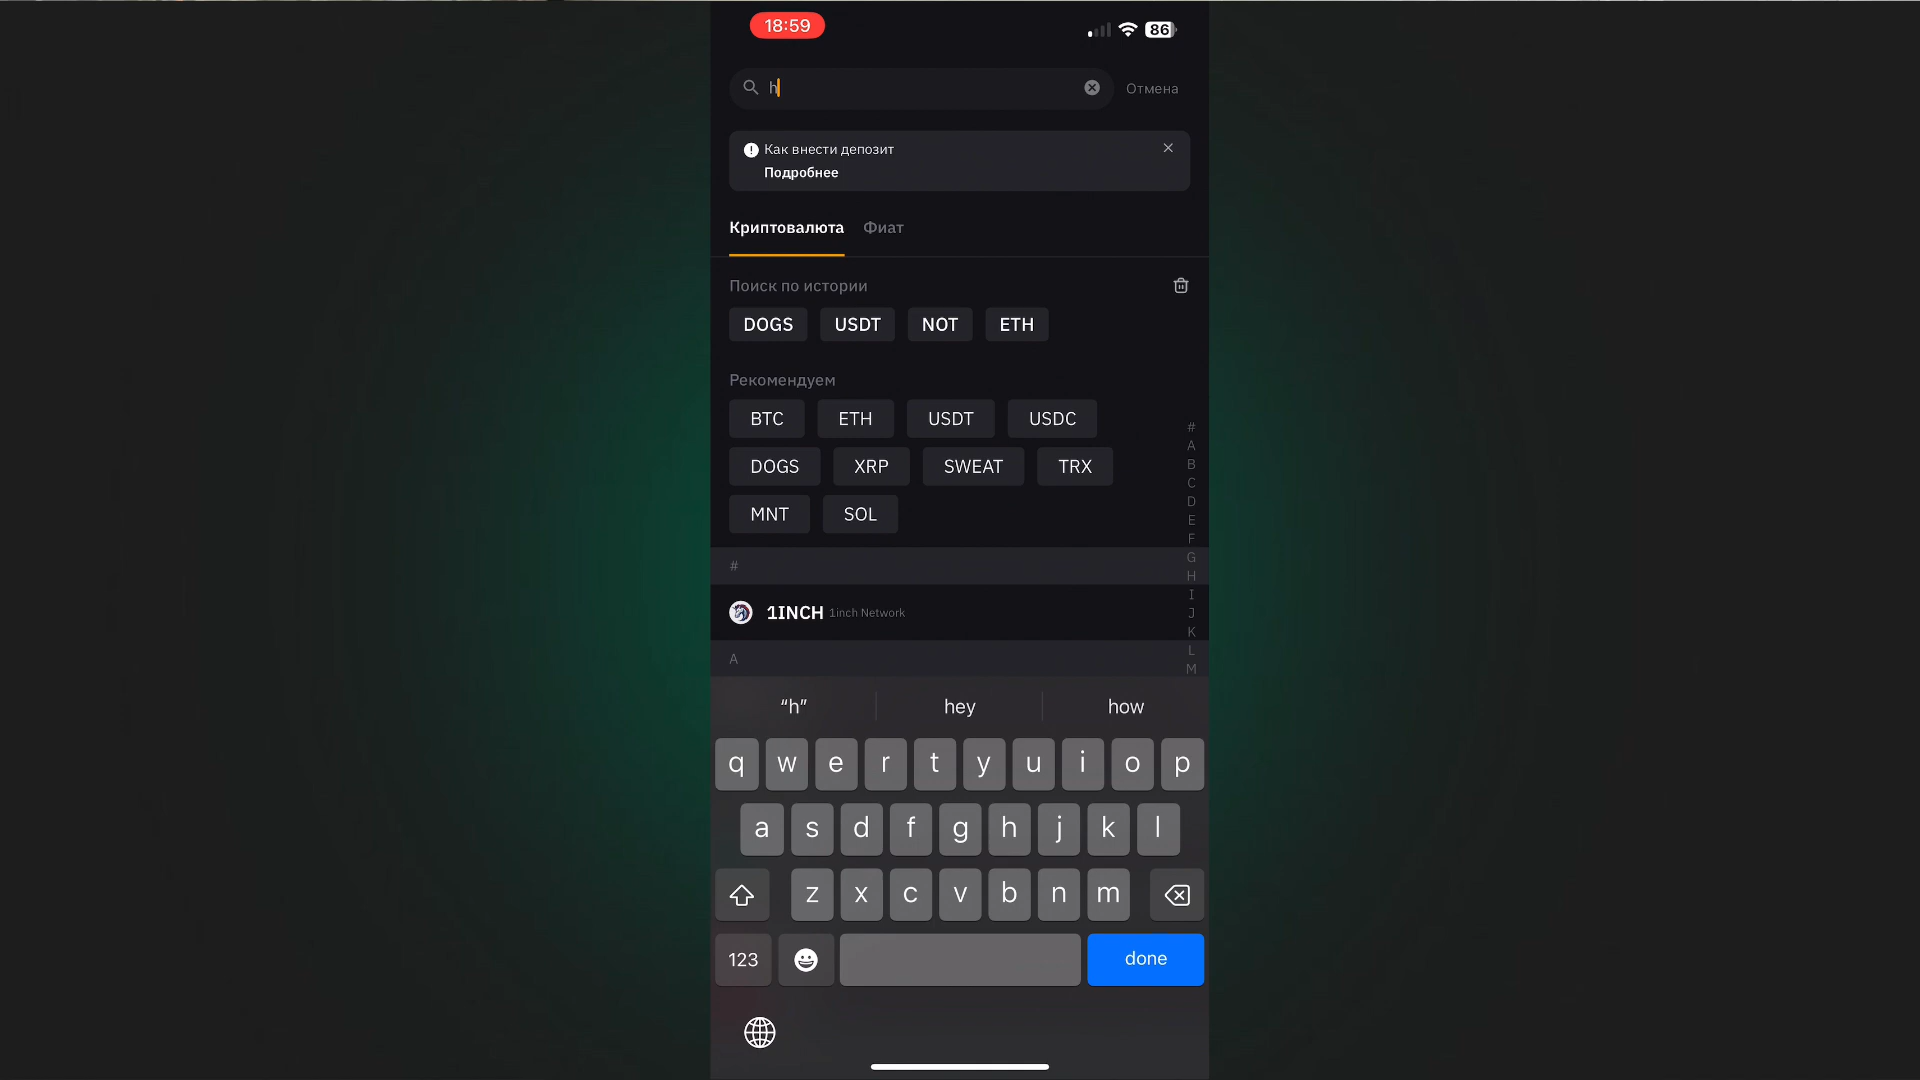 18:59
86
h
Отмена
Как внести депозит
Подробнее
Криптовалюта Фиат
Поиск по истории
DOGS USDT NOT ETH
Рекомендуем
BTC ETH USDT USDC
DOGS XRP SWEAT TRX
MNT SOL
#
1INCH 1inch Network
A
#
A
B
C
D
E
F
G
H
I
J
K
L
M
“h” hey how
q w e r t y u i o p
a s d f g h j k l
z x c v b n m
123 done